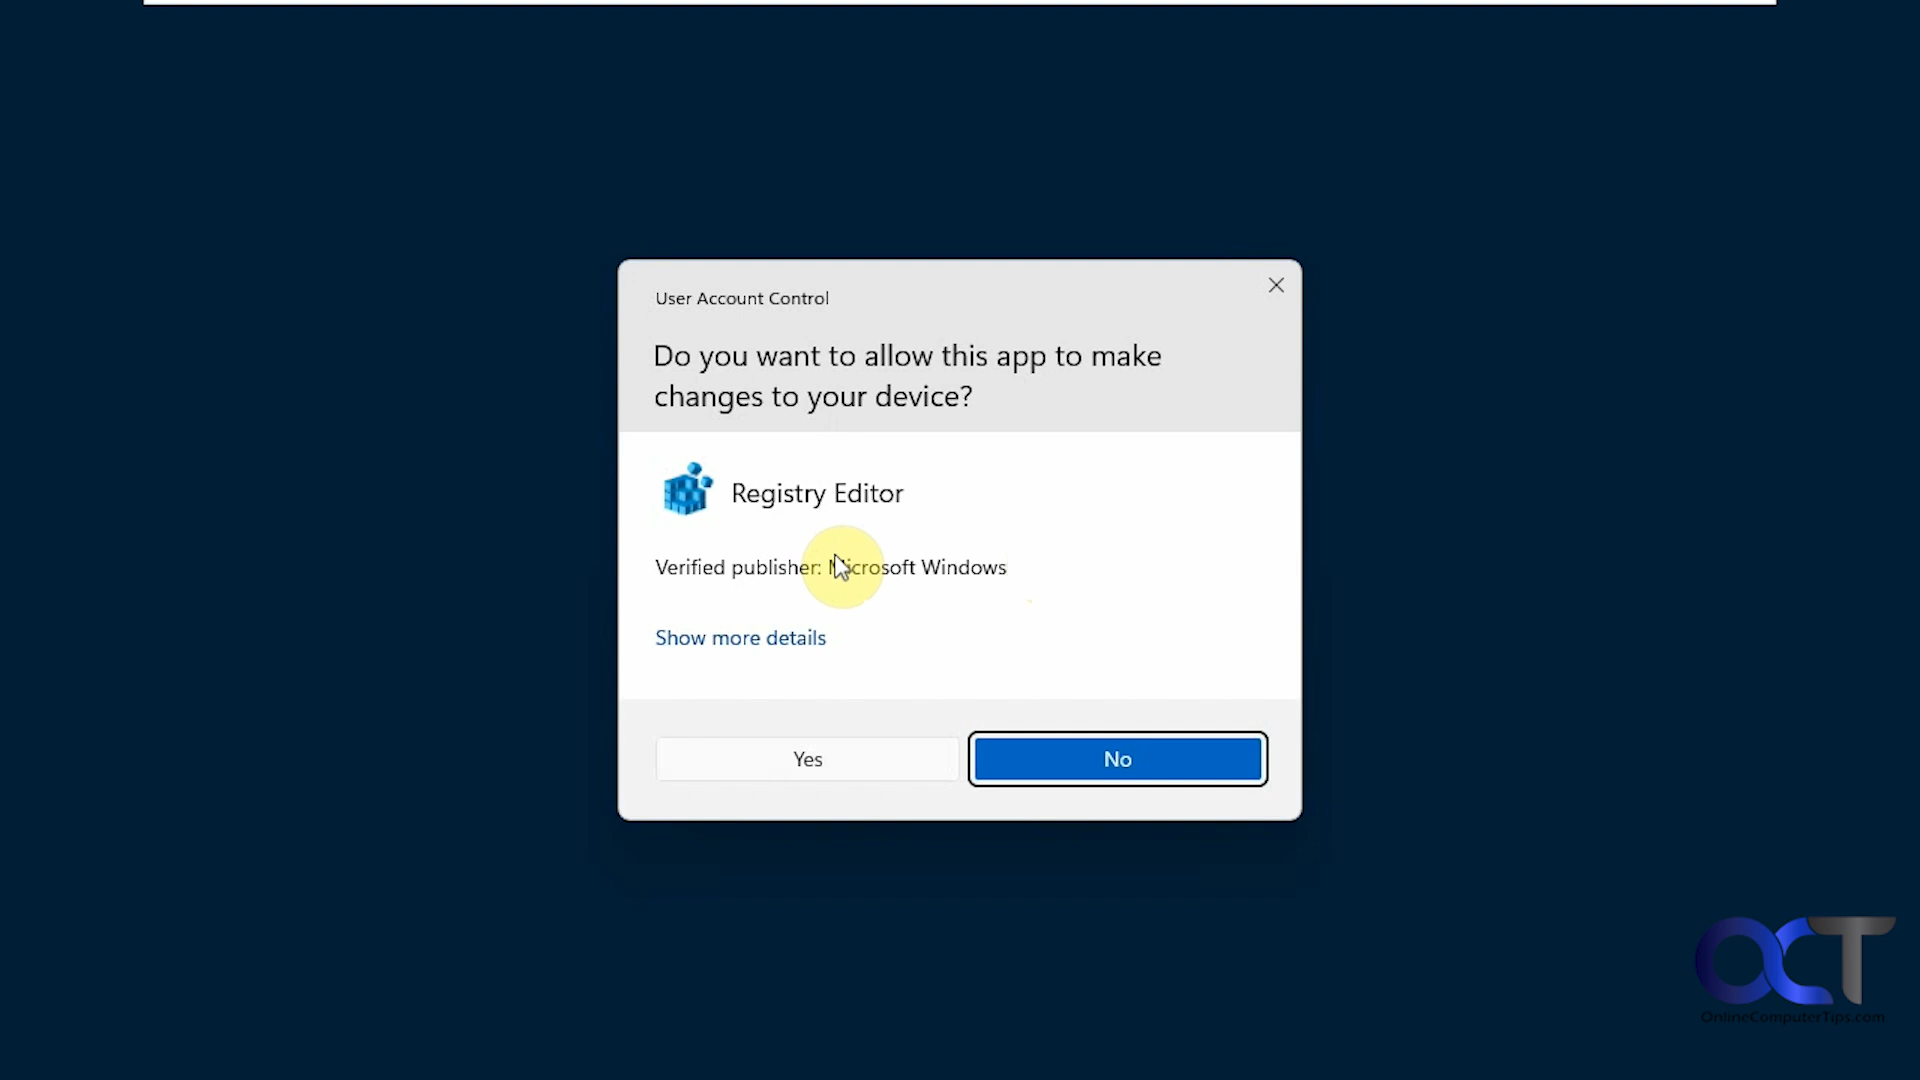 User Account Control
Do you want to allow this app to make
changes to your device?
Registry Editor
Verified publisher: Microsoft Windows
Show more details
Yes
No
OCT
OnlineComputerTips.com